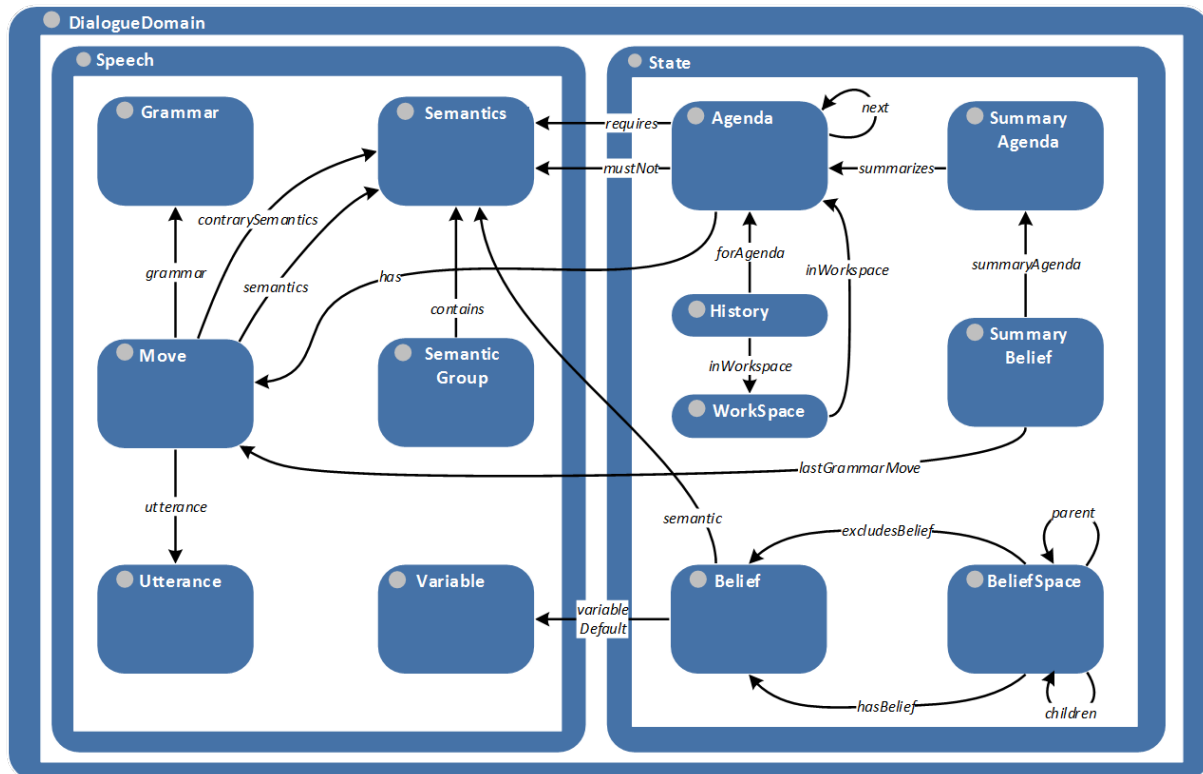 DialogueDomain
Speech
State
Grammar
Semantics
Agenda
Summary
Agenda
next
requires
mustNot
summarizes
contrarySemantics
grammar
semantics
has
contains
forAgenda
inWorkspace
summaryAgenda
History
inWorkspace
Move
Semantic
Group
WorkSpace
Summary
Belief
lastGrammarMove
utterance
semantic
excludesBelief
parent
Utterance
Variable
variable
Default
Belief
BeliefSpace
hasBelief
children